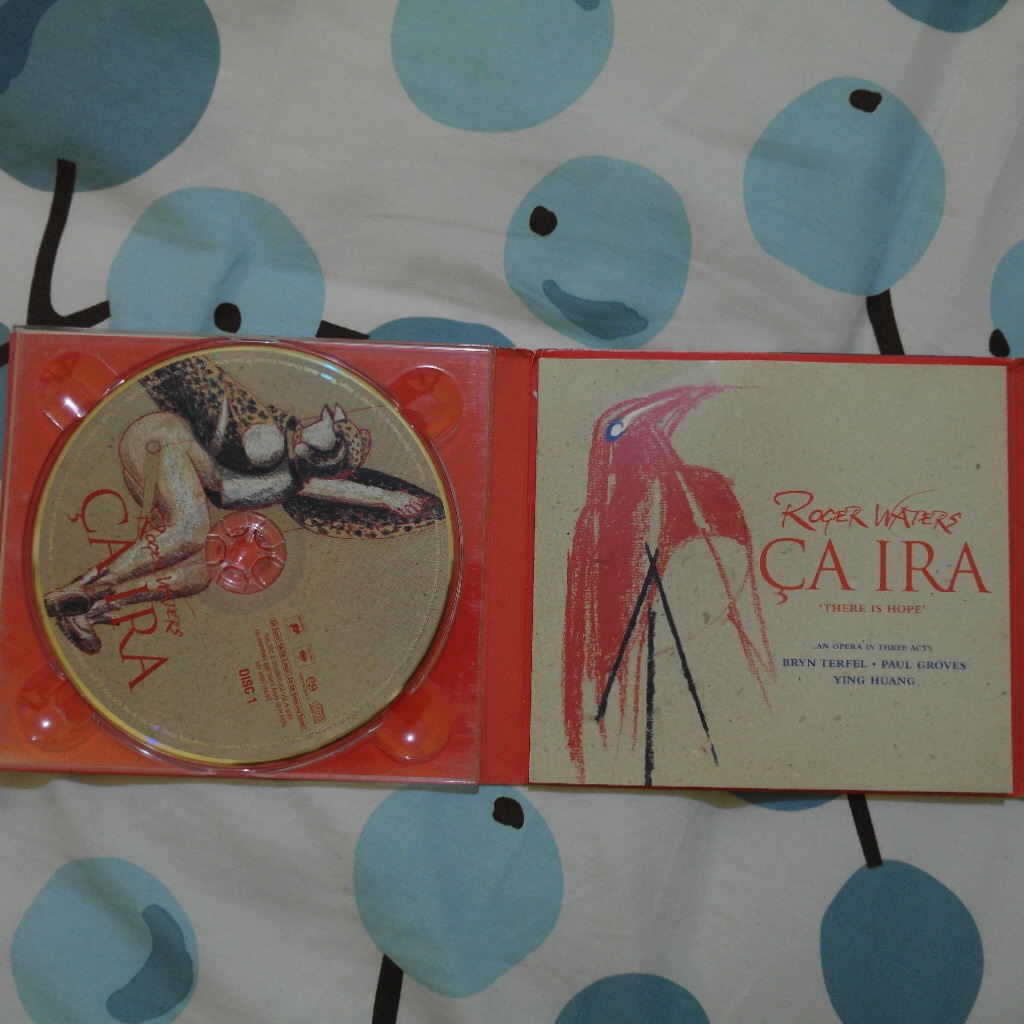 ROGER WATERS
ÇA IRA
DISC 1
ROGER WATERS
ÇA IRA
'THERE IS HOPE'
AN OPERA IN THREE ACTS
BRYN TERFEL • PAUL GROVES
YING HUANG